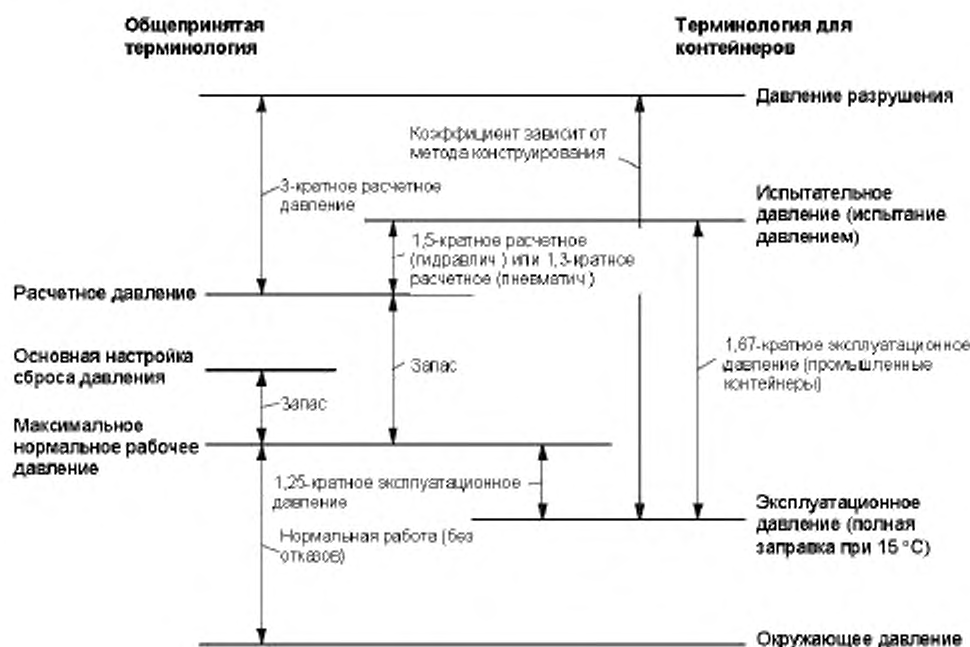 Общепринятая
терминология
Терминология для
контейнеров
Давление разрушения
Коэффициент зависит от
метода конструирования
3-кратное расчетное
давление
Испытательное
давление (испытание
давлением)
1,5-кратное расчетное
(гидравлич.) или 1,3-кратное
расчетное (пневматич.)
Расчетное давление
Основная настройка
сброса давления
Запас
1,67-кратное эксплуатационное
давление (промышленные
контейнеры)
Запас
Максимальное
нормальное рабочее
давление
1,25-кратное эксплуатационное
давление
Эксплуатационное
давление (полная
заправка при 15 °C)
Нормальная работа (без
отказов)
Окружающее давление